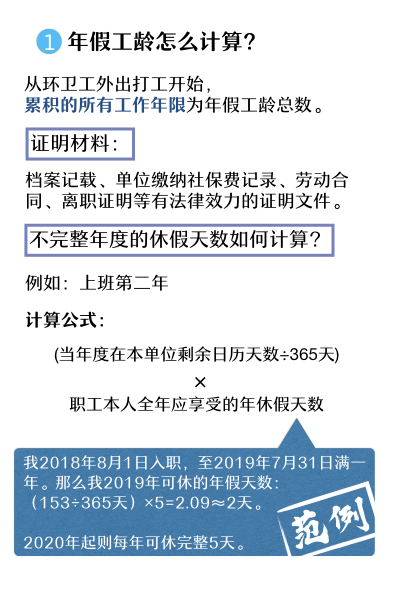 1 年假工龄怎么计算？
从环卫工外出打工开始，
累积的所有工作年限为年假工龄总数。
证明材料：
档案记载、单位缴纳社保费记录、劳动合
同、离职证明等有法律效力的证明文件。
不完整年度的休假天数如何计算？
例如：上班第二年
计算公式：
(当年度在本单位剩余日历天数÷365天)
×
职工本人全年应享受的年休假天数
我2018年8月1日入职，至2019年7月31日满一
年。那么我2019年可休的年假天数：
（153÷365天）×5=2.09≈2天。
2020年起则每年可休完整5天。
范例